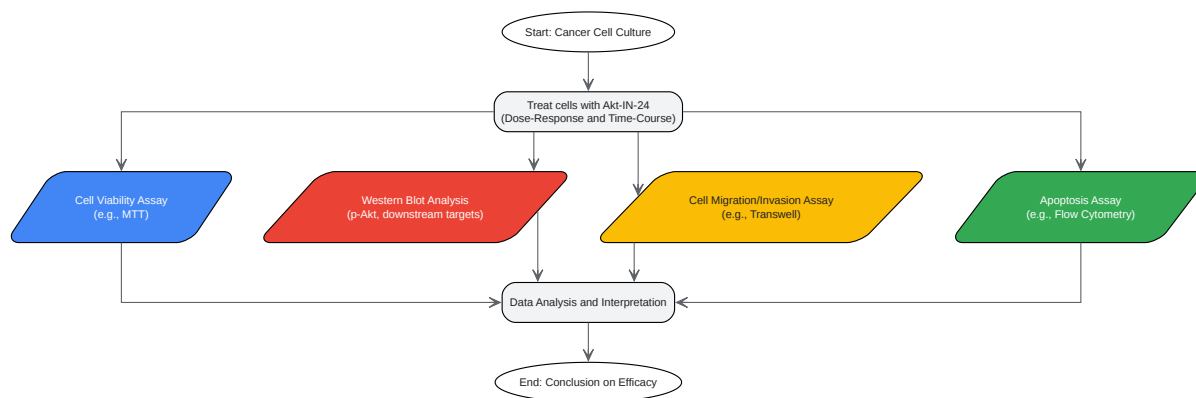 Start: Cancer Cell Culture
Treat cells with Akt-IN-24
(Dose-Response and Time-Course)
Cell Viability Assay
(e.g., MTT)
Western Blot Analysis
(p-Akt, downstream targets)
Cell Migration/Invasion Assay
(e.g., Transwell)
Apoptosis Assay
(e.g., Flow Cytometry)
Data Analysis and Interpretation
End: Conclusion on Efficacy